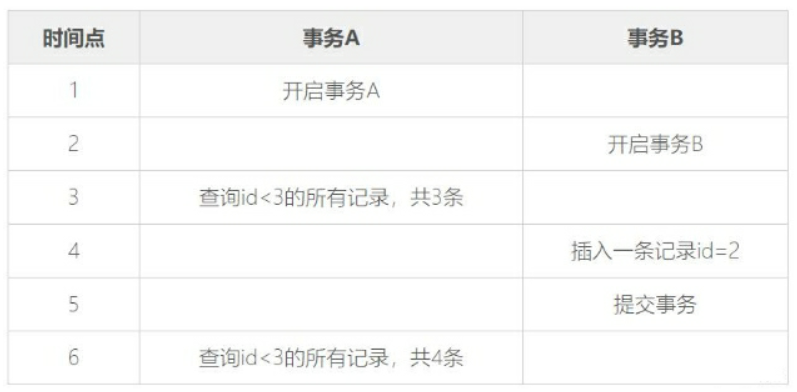 时间点 事务A 事务B
1 开启事务A
2 开启事务B
3 查询id<3的所有记录，共3条
4 插入一条记录id=2
5 提交事务
6 查询id<3的所有记录，共4条